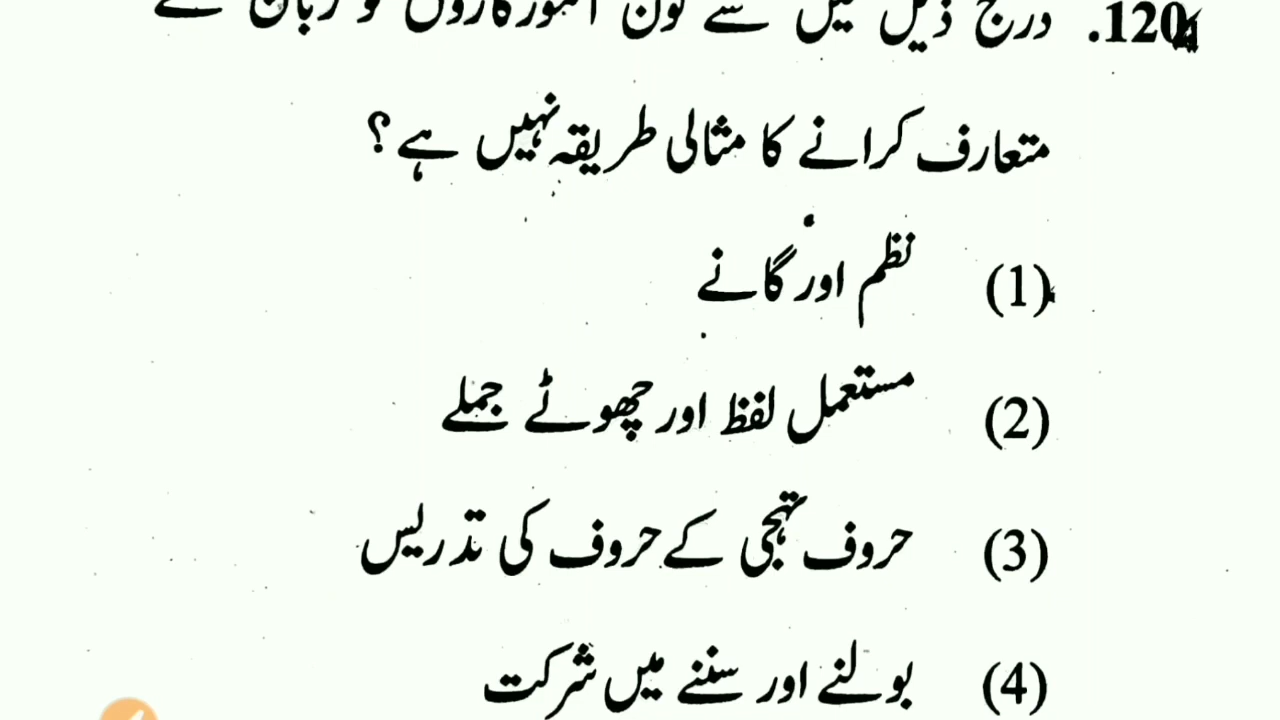 120. درج ذیل میں سے کون آموزگاروں کو زبان سے
متعارف کرانے کا مثالی طریقہ نہیں ہے؟
(1) نظم اور گانے
(2) مستعمل لفظ اور چھوٹے جملے
(3) حروف تہجی کے حروف کی تدریس
(4) بولنے اور سننے میں شرکت